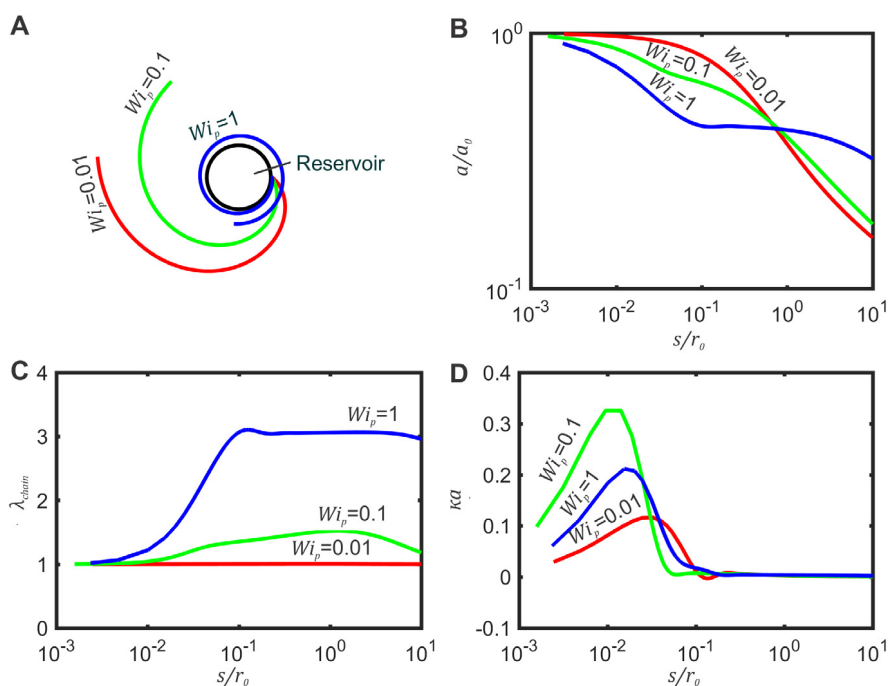 A
Wi_p=0.1
Wi_p=1
Reservoir
Wi_p=0.01
B
10^0
Wi_p=0.1
Wi_p=0.01
Wi_p=1
a/a_0
10^-1
10^-3 10^-2 10^-1 10^0 10^1
s/r_0
C
4
3
2
1
0
λ_chain
Wi_p=1
Wi_p=0.1
Wi_p=0.01
10^-3 10^-2 10^-1 10^0 10^1
s/r_0
D
0.4
0.3
0.2
0.1
0
-0.1
κa
Wi_p=0.1
Wi_p=1
Wi_p=0.01
10^-3 10^-2 10^-1 10^0 10^1
s/r_0